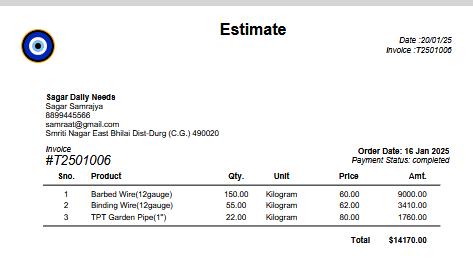 Estimate
Date :20/01/25
Invoice :T2501006
Sagar Daily Needs
Sagar Samrajya
8899445566
samraat@gmail.com
Smriti Nagar East Bhilai Dist-Durg (C.G.) 490020
Invoice
#T2501006
Order Date: 16 Jan 2025
Payment Status: completed
Sno. Product Qty. Unit Price Amt.
1 Barbed Wire(12gauge) 150.00 Kilogram 60.00 9000.00
2 Binding Wire(12gauge) 55.00 Kilogram 62.00 3410.00
3 TPT Garden Pipe(1") 22.00 Kilogram 80.00 1760.00
Total $14170.00